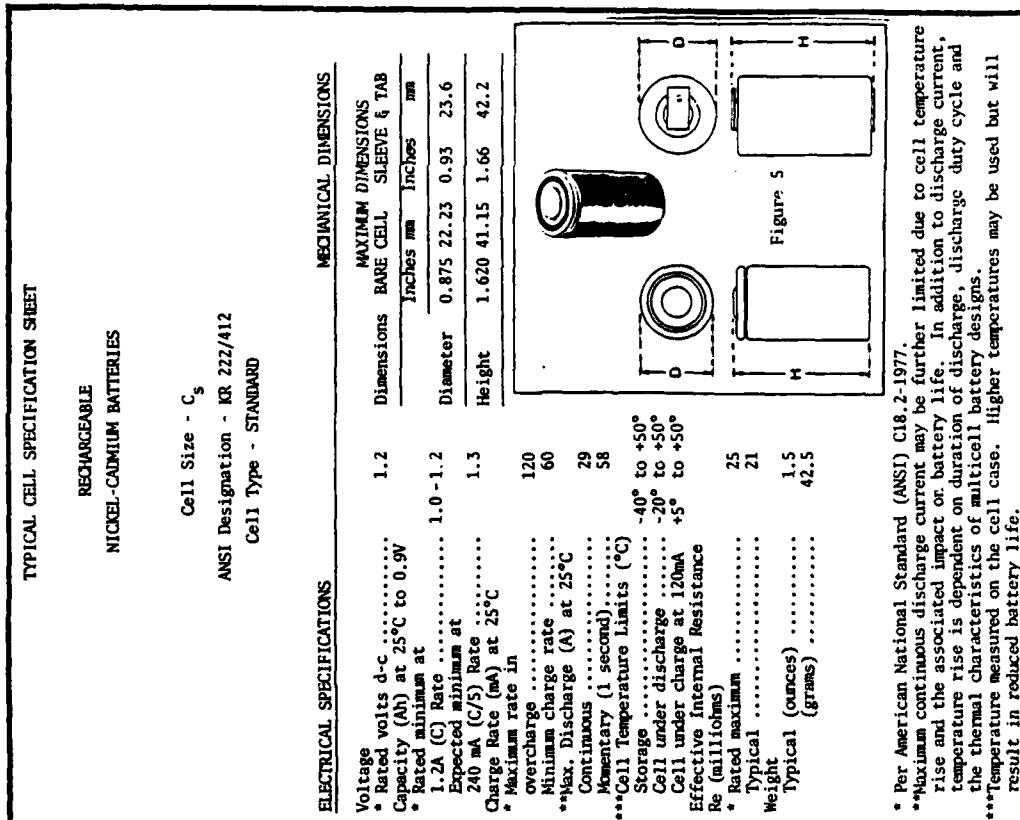 TYPICAL CELL SPECIFICATION SHEET
RECHARGEABLE
NICKEL-CADMIUM BATTERIES
Cell Size - Cs
ANSI Designation - KR 222/412
Cell Type - STANDARD
ELECTRICAL SPECIFICATIONS
Voltage
* Rated volts d-c ........... 1.2
Capacity (Ah) at 25°C to 0.9V
* Rated minimum at
1.2A (C) Rate ........... 1.0 - 1.2
Expected minimum at
240 mA (C/5) Rate ........ 1.3
Charge Rate (mA) at 25°C
* Maximum rate in
overcharge ................ 120
Minimum charge rate ....... 60
**Max. Discharge (A) at 25°C
Continuous ................ 29
Momentary (1 second)....... 58
***Cell Temperature Limits (°C)
Storage ................... -40° to +50°
Cell under discharge ...... -20° to +50°
Cell under charge at 120mA +5° to +50°
Effective Internal Resistance
Re (milliohms)
* Rated maximum ............. 25
Typical ................... 21
Weight
Typical (ounces) .......... 1.5
(grams) ........... 42.5
MECHANICAL DIMENSIONS
MAXIMUM DIMENSIONS
Dimensions BARE CELL SLEEVE & TAB
Inches mm Inches mm
Diameter 0.875 22.23 0.93 23.6
Height 1.620 41.15 1.66 42.2
D
H
D
H
Figure 5
* Per American National Standard (ANSI) C18.2-1977.
**Maximum continuous discharge current may be further limited due to cell temperature
rise and the associated impact on battery life. In addition to discharge current,
temperature rise is dependent on duration of discharge, discharge duty cycle and
the thermal characteristics of multicell battery designs.
***Temperature measured on the cell case. Higher temperatures may be used but will
result in reduced battery life.